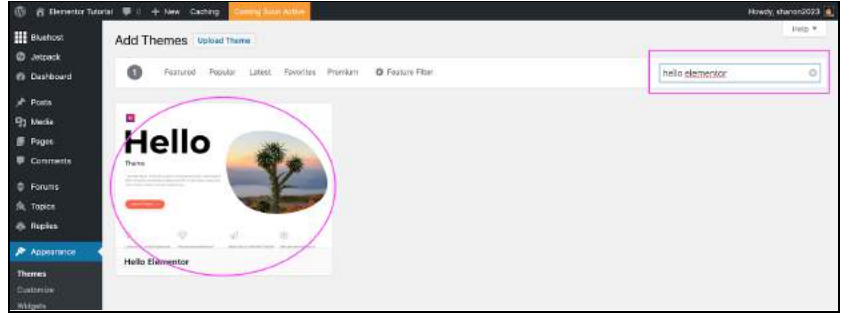 Elementor Tutorial 0 + New Caching Coming Soon Active Howdy, sharon2023
Bluehost
Jetpack
Dashboard
Posts
Media
Pages
Comments
Forums
Topics
Replies
Appearance
Themes
Customize
Widgets
Add Themes Upload Theme
Help
1 Featured Popular Latest Favorites Premium Feature Filter
hello elementor
Hello
Theme
Hello Elementor